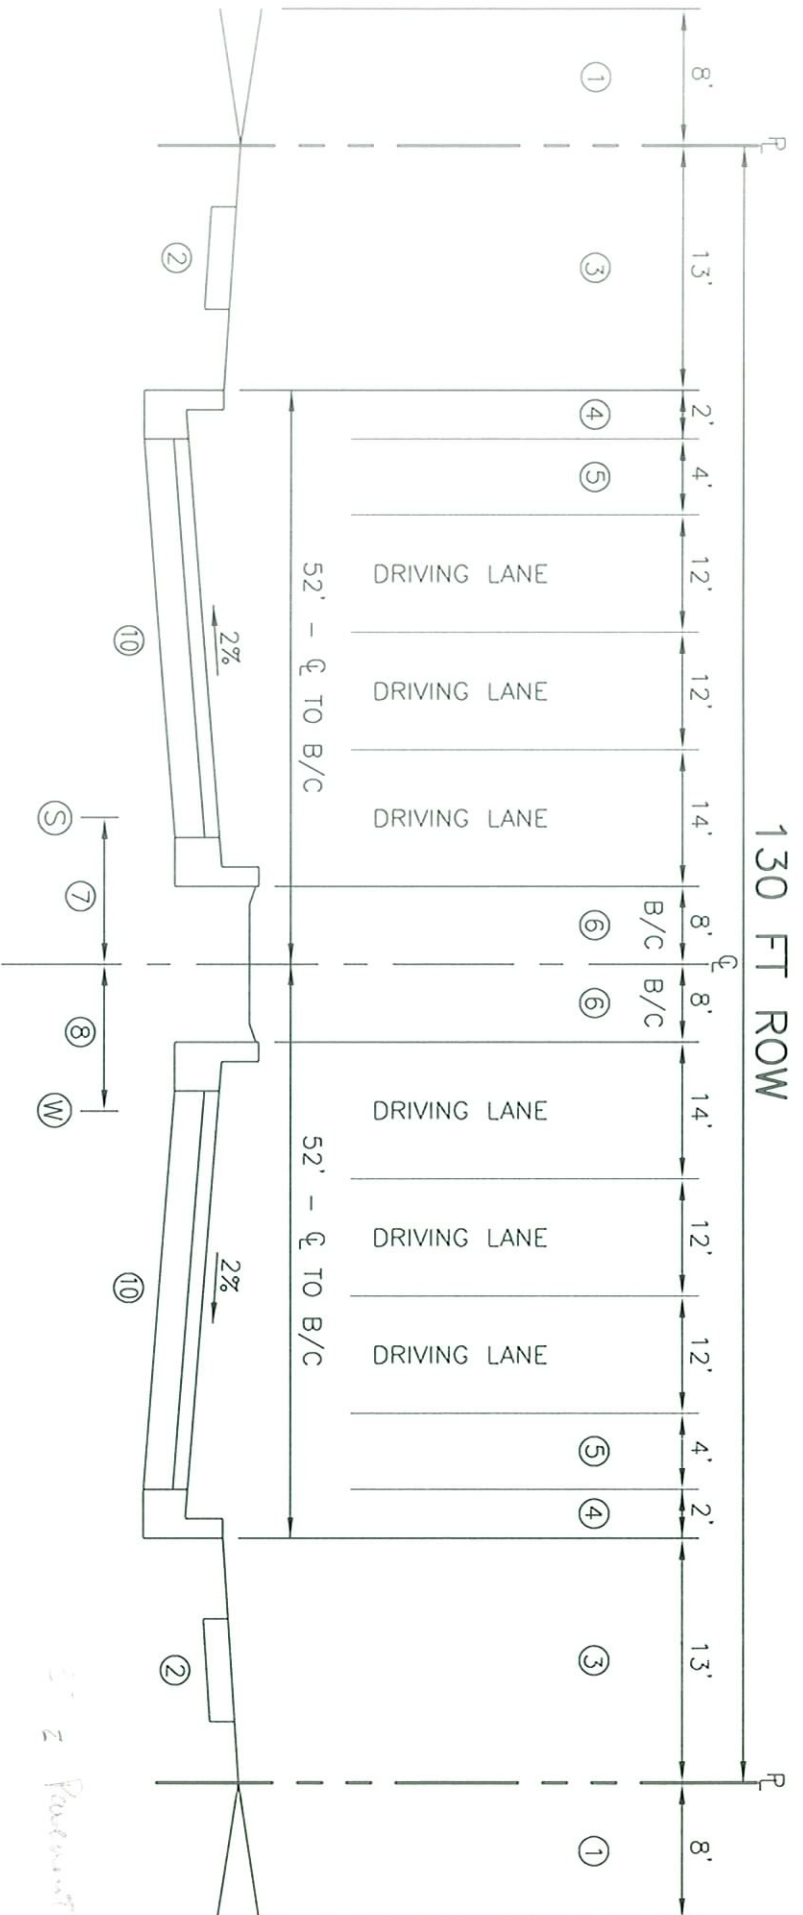 130 FT ROW
℄
8' 13' 2' 4' 12' 12' 14' 8' 8' 14' 12' 12' 4' 2' 13' 8'
B/C B/C
① ③ ④ ⑤ ⑥ ⑥ ⑤ ④ ③ ①
DRIVING LANE DRIVING LANE DRIVING LANE DRIVING LANE DRIVING LANE DRIVING LANE
52' - ℄ TO B/C 52' - ℄ TO B/C
2% 2%
② ②
⑩ ⑩
⑦ ⑧
Ⓢ Ⓦ
Pavement